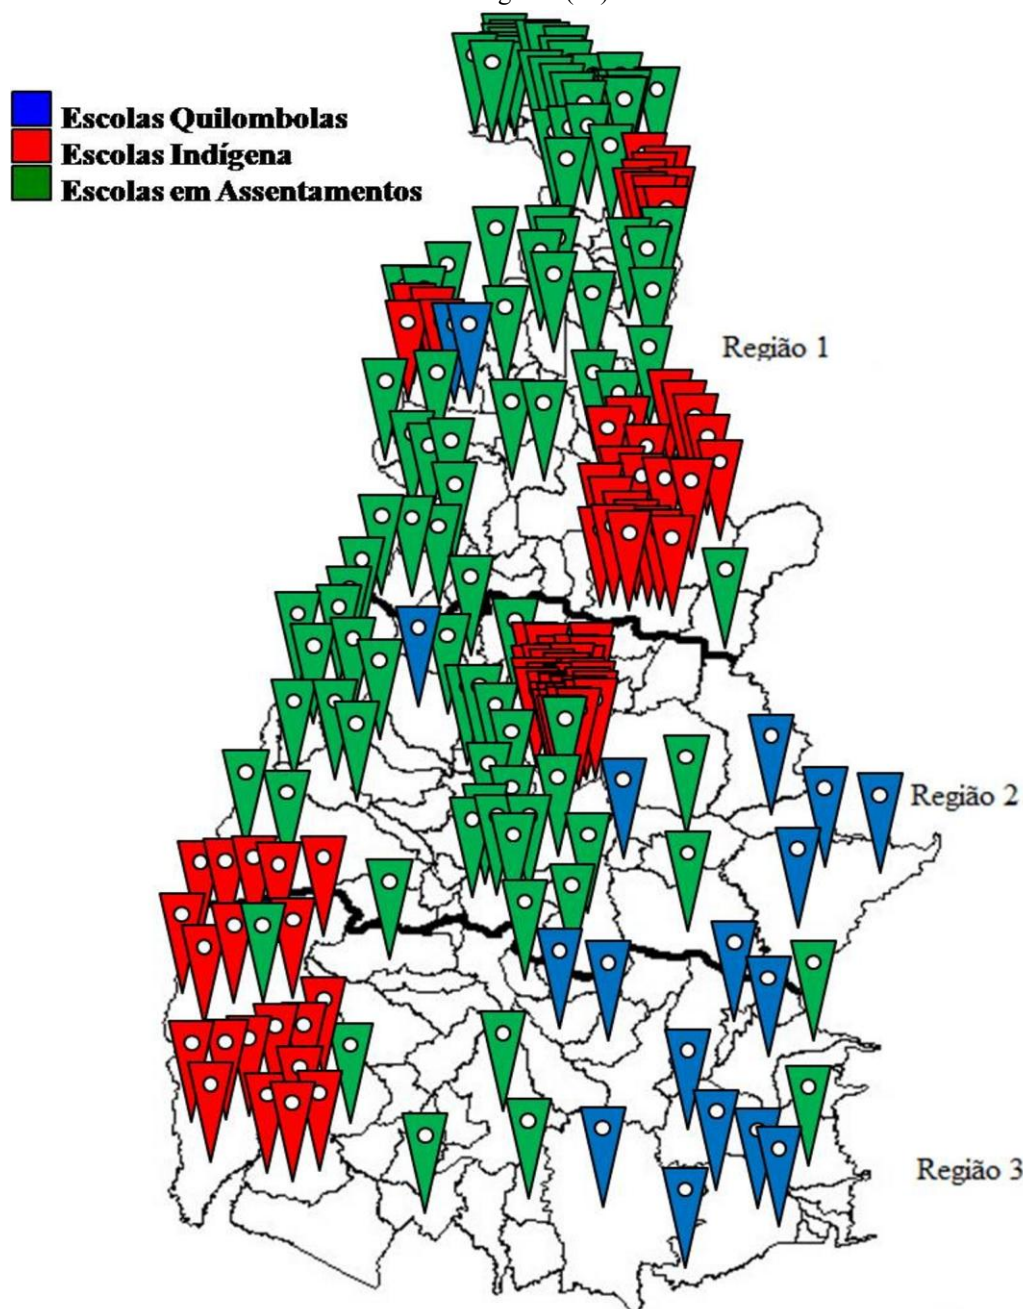 Escolas Quilombolas
Escolas Indígena
Escolas em Assentamentos
Região 1
Região 2
Região 3